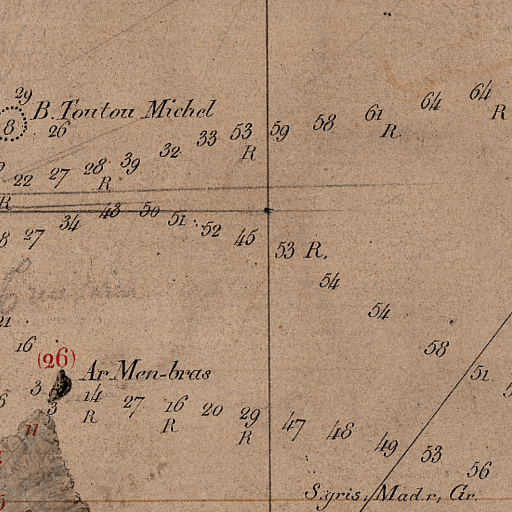 29
B. Toutou Michel
8
26 33 53 59 58 61 64 64
R R. R
22 27 28 39 32
R R
27 34 43 50 51 52 45 53 R.
54
54
21
16
58
(26)
Ar Men-bras
51
3 14 27 16 20 29 47 48 49 53 56
3 R R R
11
S.gris, Mad.r, Gr.